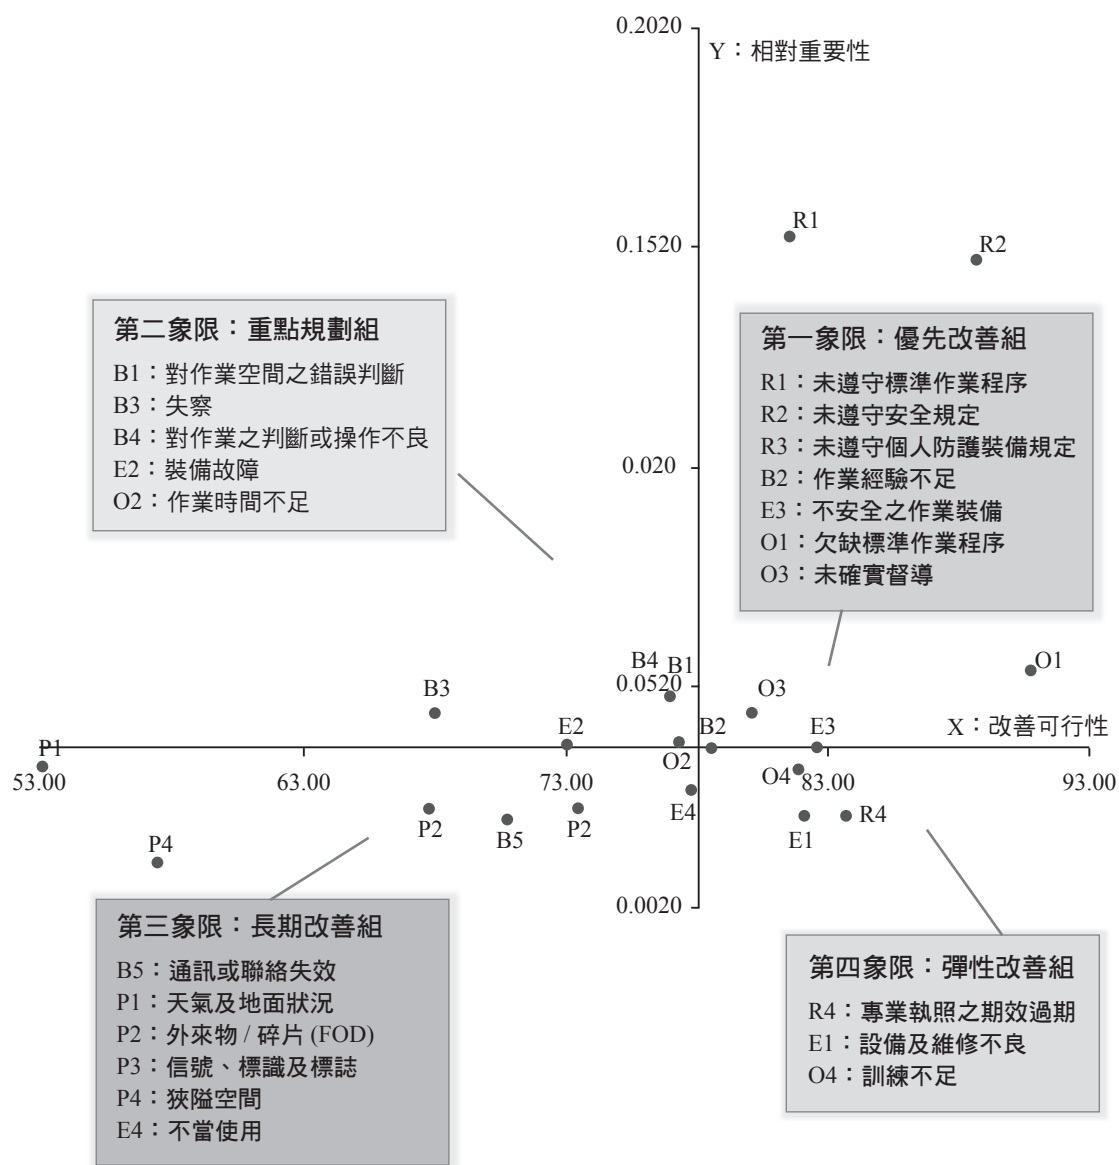 0.2020
Y：相對重要性
R1
0.1520
R2
第二象限：重點規劃組
B1：對作業空間之錯誤判斷
B3：失察
B4：對作業之判斷或操作不良
E2：裝備故障
O2：作業時間不足
第一象限：優先改善組
R1：未遵守標準作業程序
R2：未遵守安全規定
R3：未遵守個人防護裝備規定
B2：作業經驗不足
E3：不安全之作業裝備
O1：欠缺標準作業程序
O3：未確實督導
0.020
B4
B1
O1
0.0520
B3
O3
E2
B2
E3
X：改善可行性
P1
O2
O4
53.00
63.00
73.00
83.00
93.00
E4
P2
B5
P2
E1
R4
P4
0.0020
第三象限：長期改善組
B5：通訊或聯絡失效
P1：天氣及地面狀況
P2：外來物 / 碎片 (FOD)
P3：信號、標識及標誌
P4：狹隘空間
E4：不當使用
第四象限：彈性改善組
R4：專業執照之期效過期
E1：設備及維修不良
O4：訓練不足